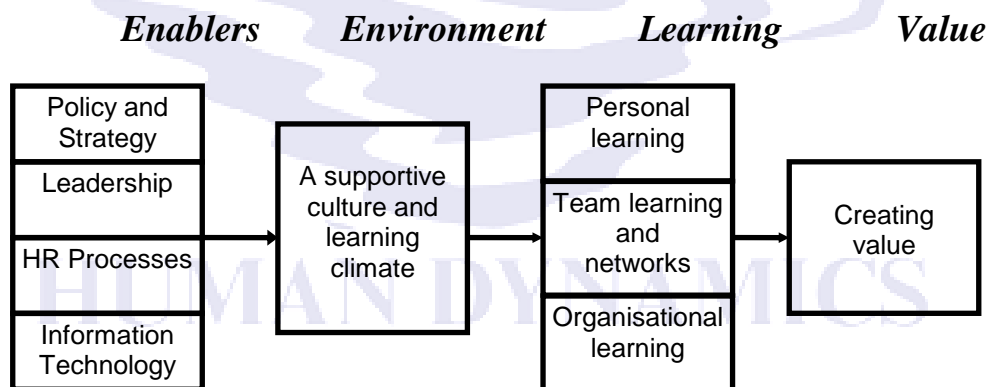 Enablers Environment Learning Value
Policy and
Strategy
Leadership
HR Processes
Information
Technology
A supportive
culture and
learning
climate
Personal
learning
Team learning
and
networks
Organisational
learning
Creating
value
HUMAN DYNAMICS